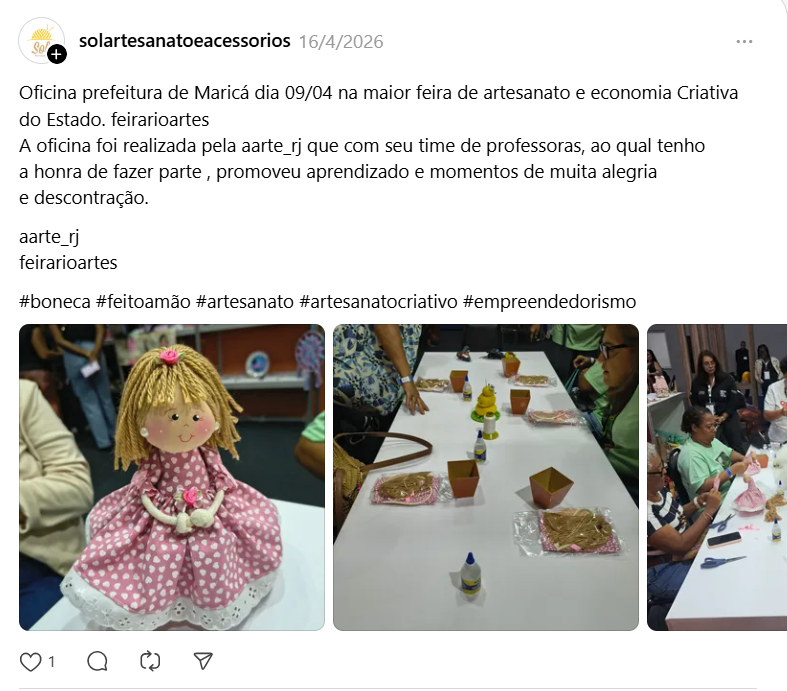 Sol
solartesanatoeacessorios 16/4/2026
Oficina prefeitura de Maricá dia 09/04 na maior feira de artesanato e economia Criativa
do Estado. feirarioartes
A oficina foi realizada pela aarte_rj que com seu time de professoras, ao qual tenho
a honra de fazer parte , promoveu aprendizado e momentos de muita alegria
e descontração.
aarte_rj
feirarioartes
#boneca #feitoamão #artesanato #artesanatocriativo #empreendedorismo
1